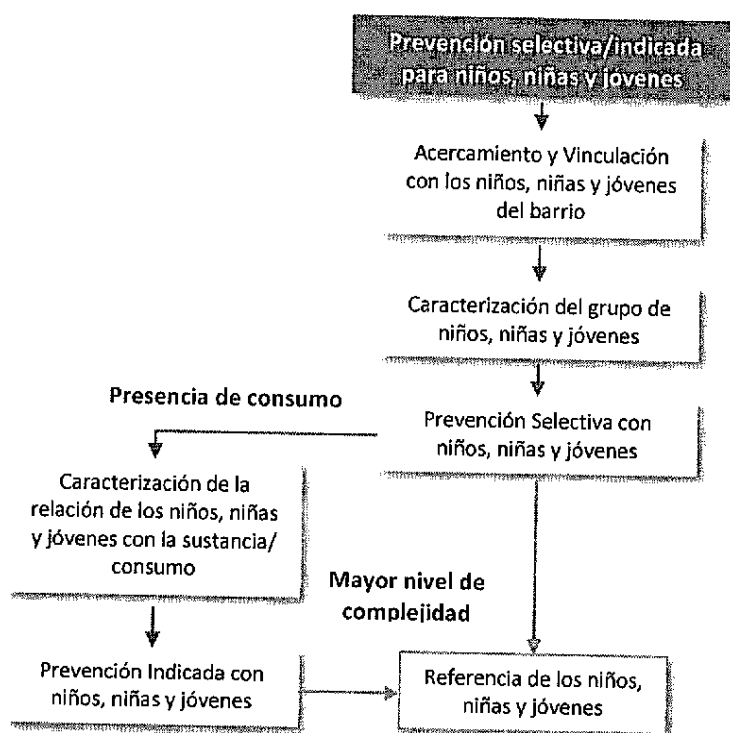 Prevención selectiva/indicada
para niños, niñas y jóvenes
Acercamiento y Vinculación
con los niños, niñas y jóvenes
del barrio
Caracterización del grupo de
niños, niñas y jóvenes
Presencia de consumo
Prevención Selectiva con
niños, niñas y jóvenes
Caracterización de la
relación de los niños, niñas
y jóvenes con la sustancia/
consumo
Mayor nivel de
complejidad
Prevención Indicada con
niños, niñas y jóvenes
Referencia de los niños,
niñas y jóvenes